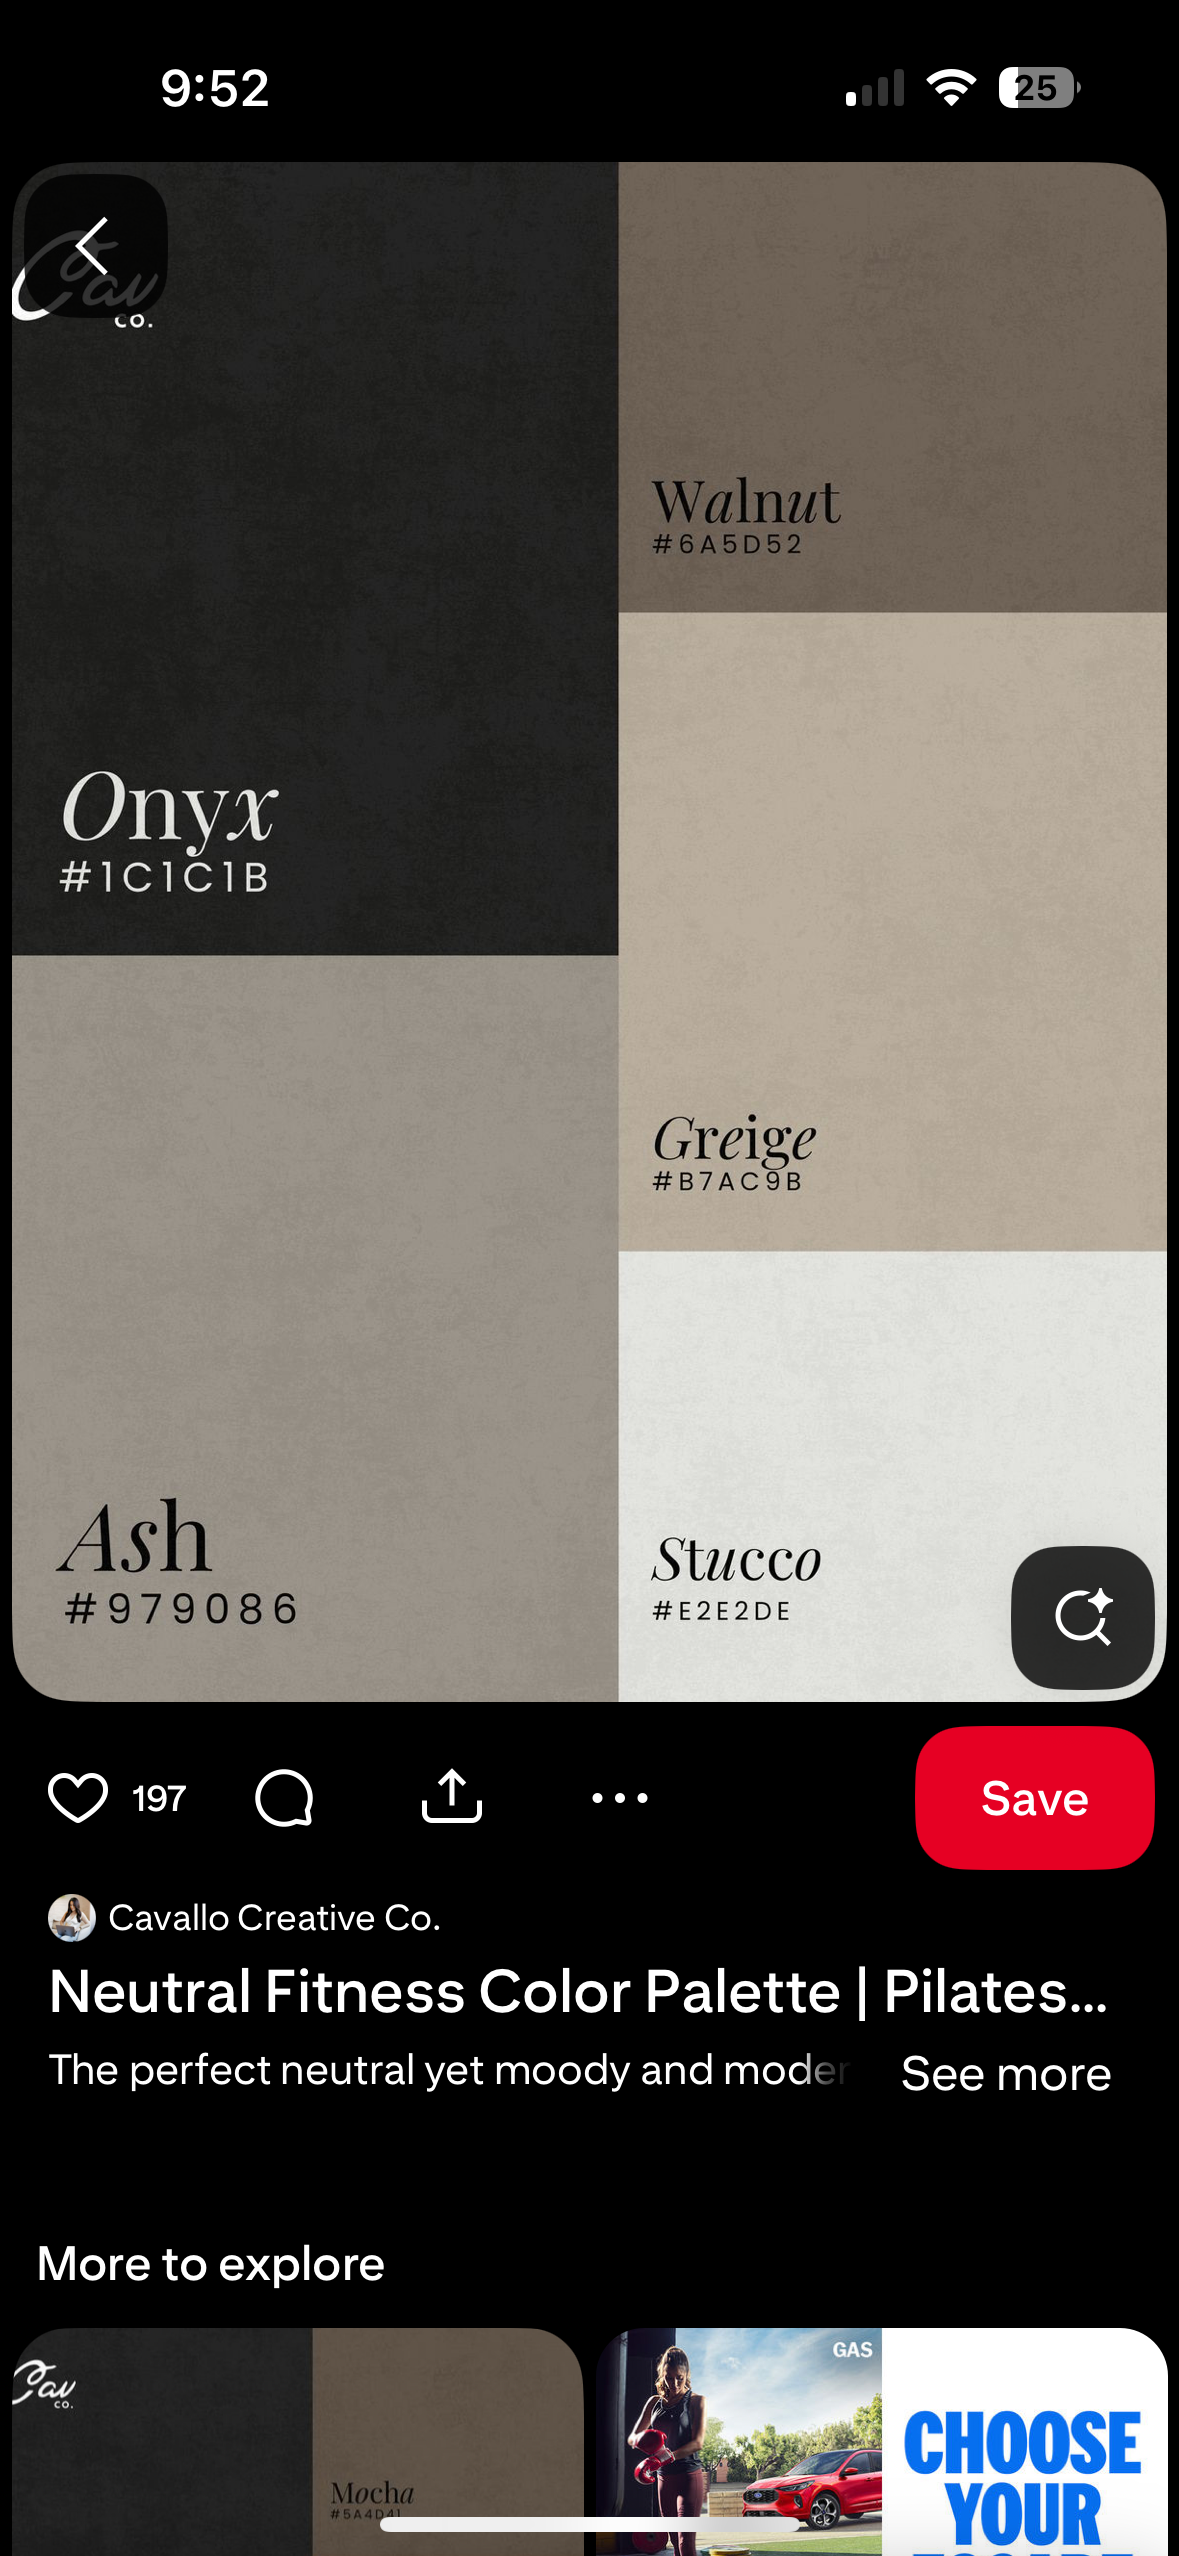 9:52
25
Cav
co.
Walnut
#6A5D52
Onyx
#1C1C1B
Greige
#B7AC9B
Ash
#979086
Stucco
#E2E2DE
197
Save
Cavallo Creative Co.
Neutral Fitness Color Palette | Pilates...
The perfect neutral yet moody and moder
See more
More to explore
Cav
co.
Mocha
#5A4D41
GAS
CHOOSE
YOUR